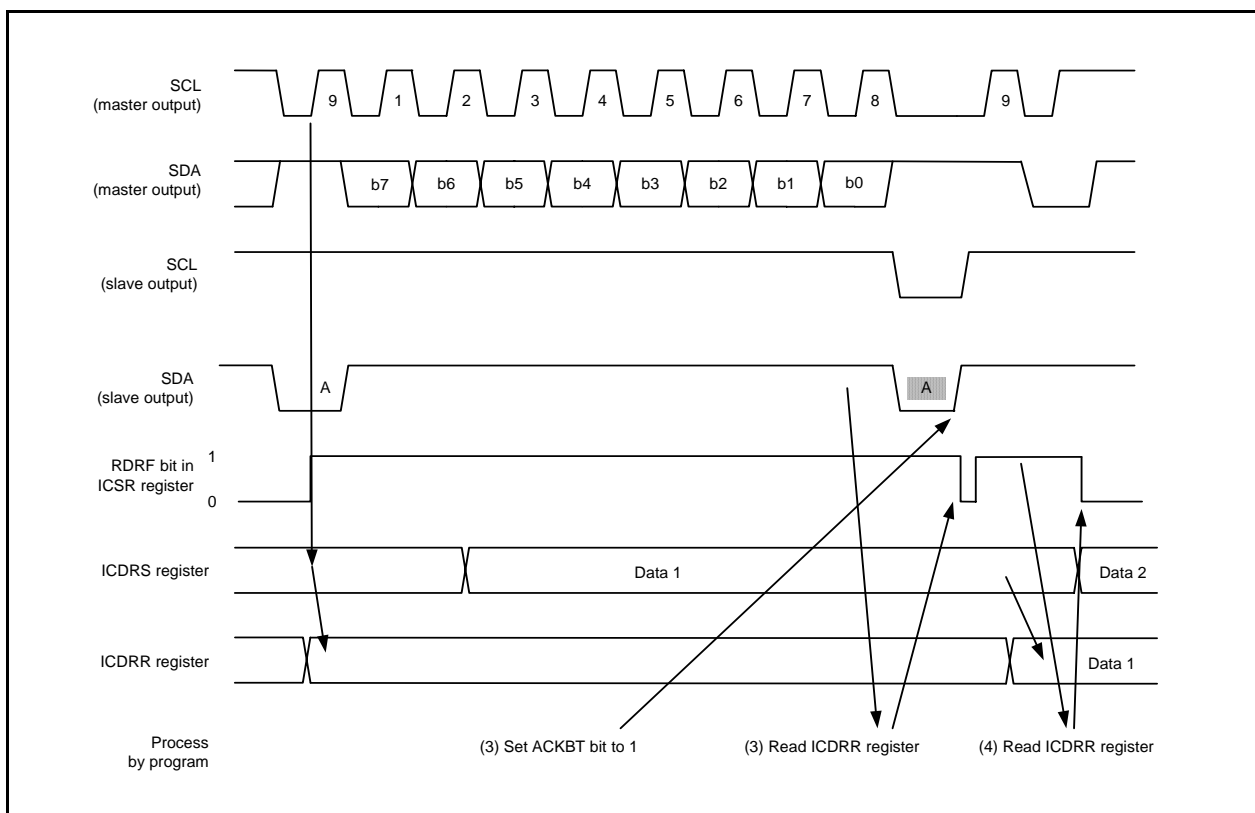 SCL
(master output)
9 1 2 3 4 5 6 7 8 9
SDA
(master output)
b7 b6 b5 b4 b3 b2 b1 b0
SCL
(slave output)
SDA
(slave output)
A A
RDRF bit in
ICSR register
1
0
ICDRS register
Data 1 Data 2
ICDRR register
Data 1
Process
by program
(3) Set ACKBT bit to 1 (3) Read ICDRR register (4) Read ICDRR register